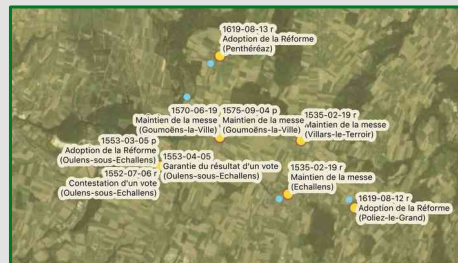 1619-08-13 r
Adoption de la Réforme
(Penthéréaz)
1570-06-19
Maintien de la messe
(Goumoëns-la-Ville)
1575-09-04 p
Maintien de la messe
(Goumoëns-la-Ville)
1535-02-19 r
Maintien de la messe
(Villars-le-Terroir)
1553-03-05 p
Adoption de la Réforme
(Oulens-sous-Echallens)
1553-04-05
Garantie du résultat d'un vote
(Oulens-sous-Echallens)
1552-07-06 r
Contestation d'un vote
(Oulens-sous-Echallens)
1535-02-19 r
Maintien de la messe
(Echallens)
1619-08-12 r
Adoption de la Réforme
(Poliez-le-Grand)